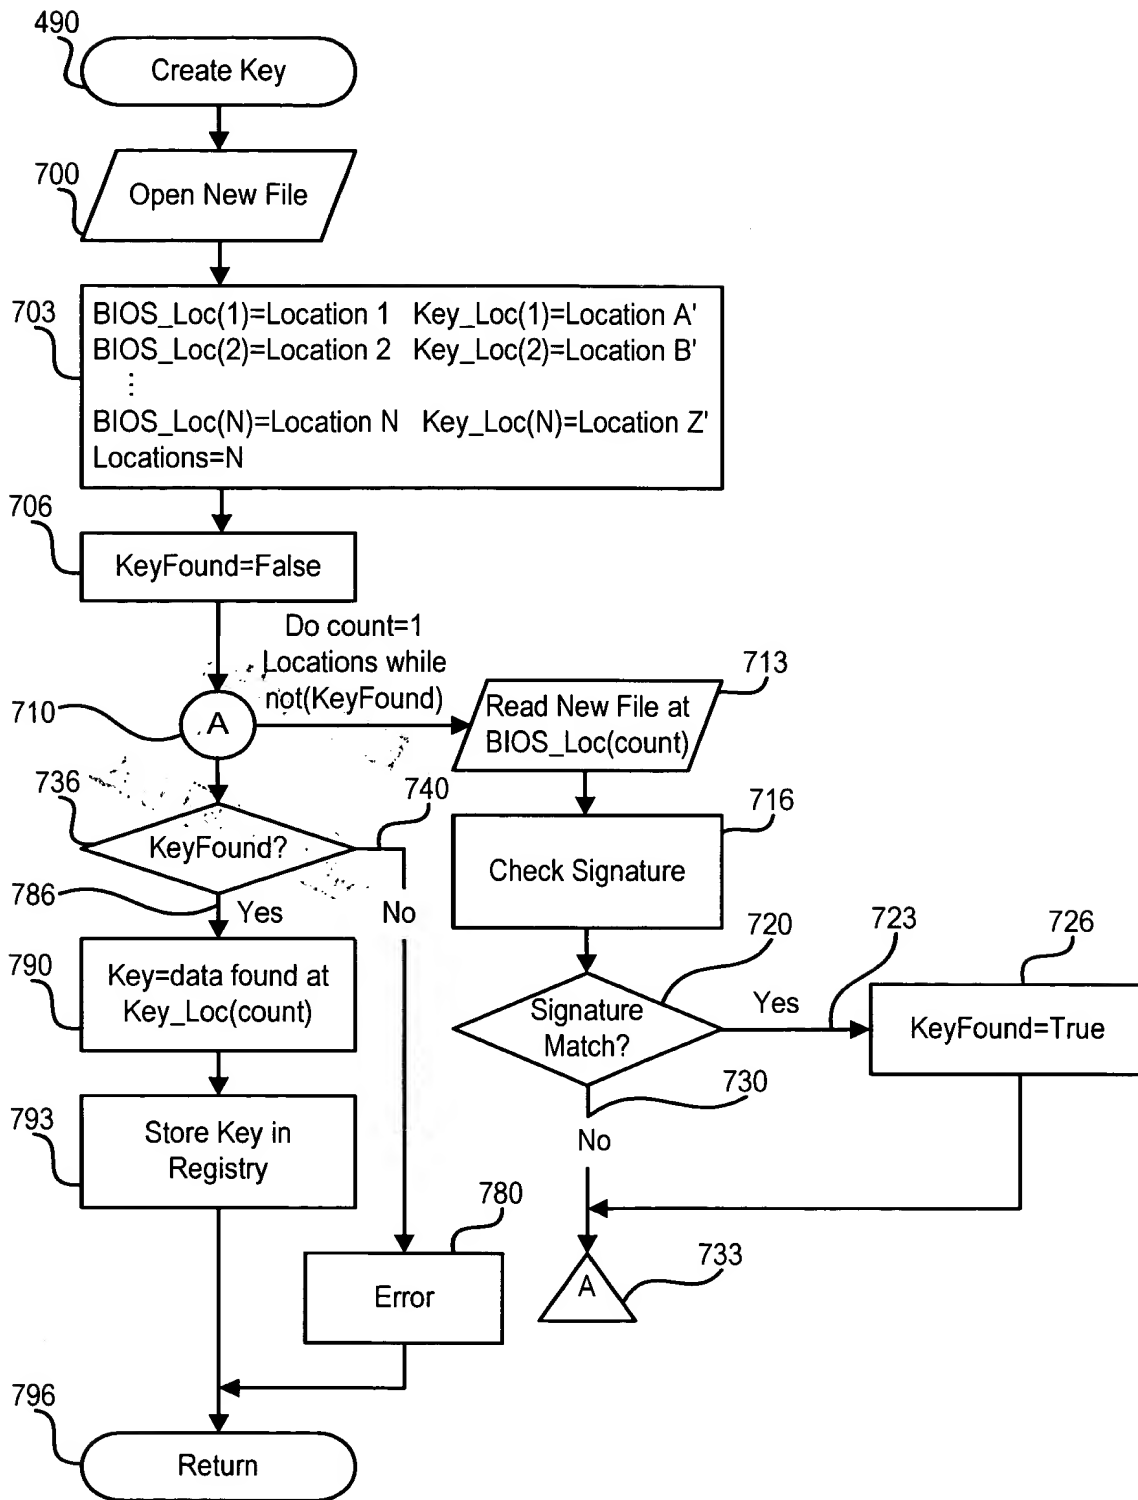 490
Create Key
700
Open New File
703
BIOS_Loc(1)=Location 1 Key_Loc(1)=Location A'
BIOS_Loc(2)=Location 2 Key_Loc(2)=Location B'
⋮
BIOS_Loc(N)=Location N Key_Loc(N)=Location Z'
Locations=N
706
KeyFound=False
Do count=1
Locations while
not(KeyFound)
710
A
713
Read New File at
BIOS_Loc(count)
736
KeyFound?
740
716
Check Signature
786
Yes
No
720
Signature
Match?
723
Yes
726
KeyFound=True
790
Key=data found at
Key_Loc(count)
730
No
793
Store Key in
Registry
780
Error
A
733
796
Return